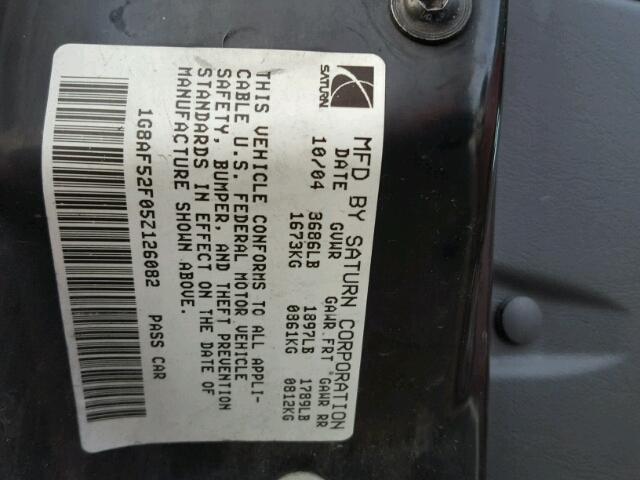 SATURN
MFD BY SATURN CORPORATION
DATE GVWR GAWR FRT GAWR RR
10/04 3686LB 1897LB 1789LB
1673KG 0861KG 0812KG
THIS VEHICLE CONFORMS TO ALL APPLI-
CABLE U.S. FEDERAL MOTOR VEHICLE
SAFETY, BUMPER, AND THEFT PREVENTION
STANDARDS IN EFFECT ON THE DATE OF
MANUFACTURE SHOWN ABOVE.
1G8AF52F05Z126082 PASS CAR